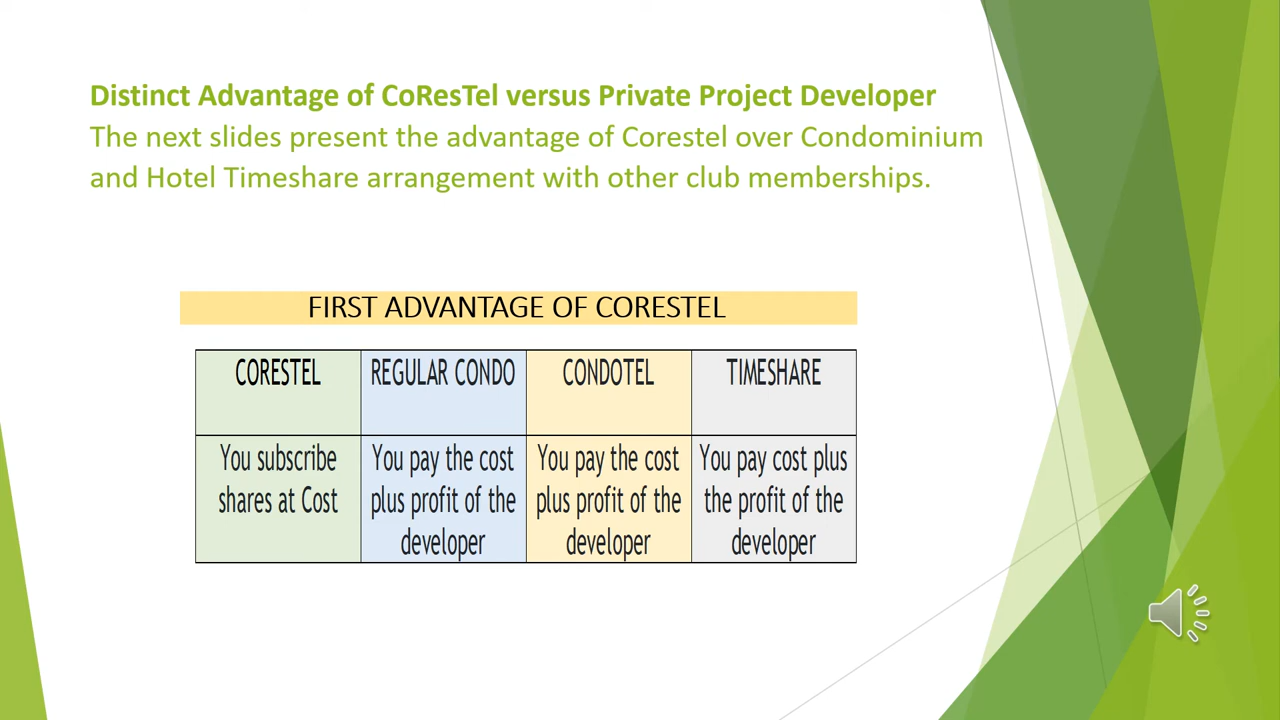 Distinct Advantage of CoResTel versus Private Project Developer
The next slides present the advantage of Corestel over Condominium
and Hotel Timeshare arrangement with other club memberships.
FIRST ADVANTAGE OF CORESTEL
CORESTEL
REGULAR CONDO
CONDOTEL
TIMESHARE
You subscribe
shares at Cost
You pay the cost
plus profit of the
developer
You pay the cost
plus profit of the
developer
You pay cost plus
the profit of the
developer